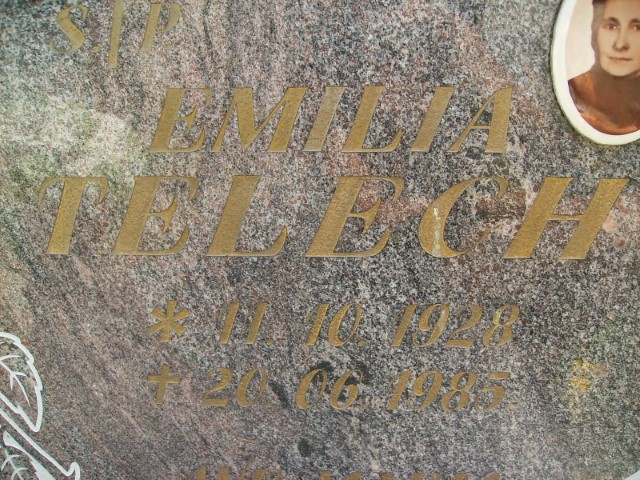 Ś.†P
EMILIA
TELECH
* 11. 10. 1928
† 20. 06. 1985